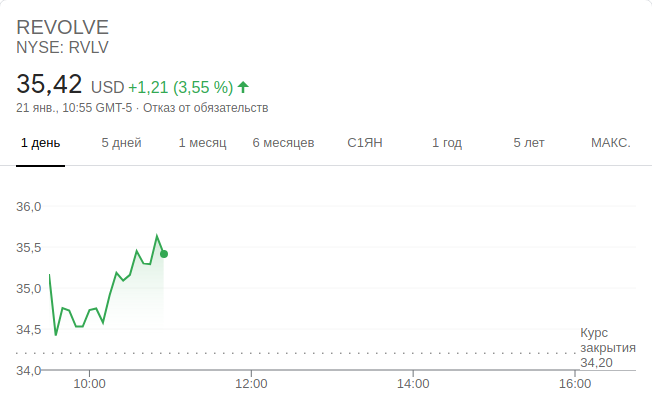 REVOLVE
NYSE: RVLV
35,42 USD +1,21 (3,55 %)
21 янв., 10:55 GMT-5 · Отказ от обязательств
1 день 5 дней 1 месяц 6 месяцев С1ЯН 1 год 5 лет МАКС.
36,0
35,5
35,0
34,5
Курс
закрытия
34,20
34,0
10:00 12:00 14:00 16:00